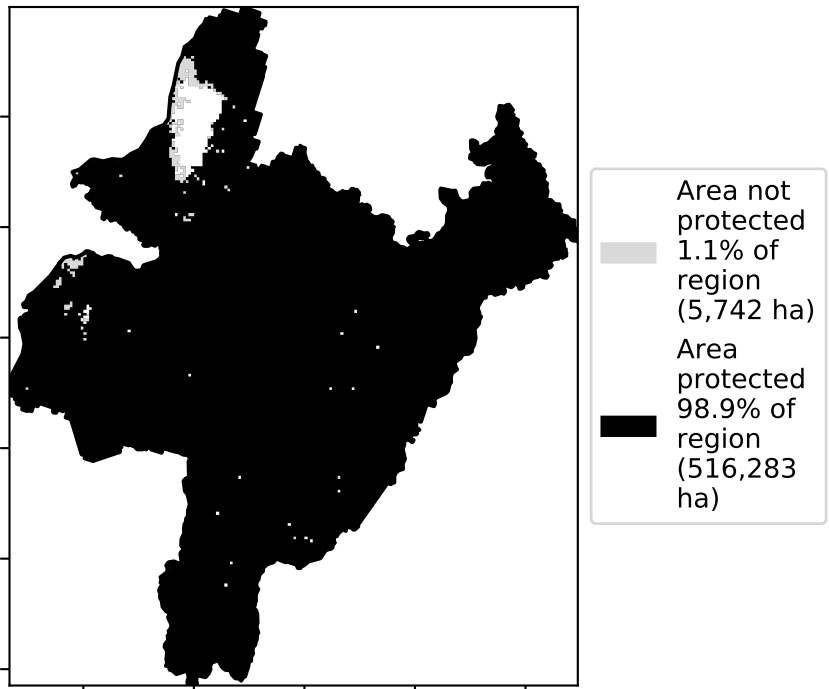 Area not
protected
1.1% of
region
(5,742 ha)
Area
protected
98.9% of
region
(516,283
ha)